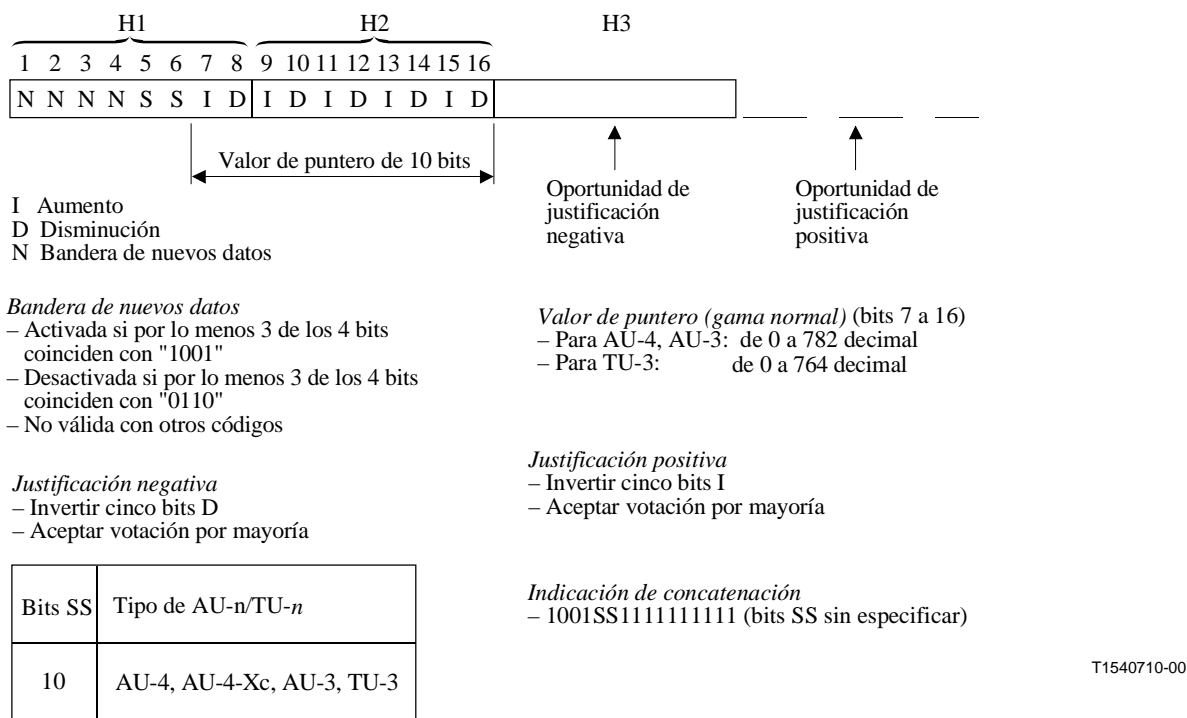 H1 H2 H3
1 2 3 4 5 6 7 8 9 10 11 12 13 14 15 16
N N N N S S I D I D I D I D I D
Valor de puntero de 10 bits
Oportunidad de
justificación
negativa
Oportunidad de
justificación
positiva
I Aumento
D Disminución
N Bandera de nuevos datos
Bandera de nuevos datos
– Activada si por lo menos 3 de los 4 bits
coinciden con "1001"
– Desactivada si por lo menos 3 de los 4 bits
coinciden con "0110"
– No válida con otros códigos
Valor de puntero (gama normal) (bits 7 a 16)
– Para AU-4, AU-3: de 0 a 782 decimal
– Para TU-3: de 0 a 764 decimal
Justificación negativa
– Invertir cinco bits D
– Aceptar votación por mayoría
Justificación positiva
– Invertir cinco bits I
– Aceptar votación por mayoría
Bits SS Tipo de AU-n/TU-n
10 AU-4, AU-4-Xc, AU-3, TU-3
Indicación de concatenación
– 1001SS1111111111 (bits SS sin especificar)
T1540710-00